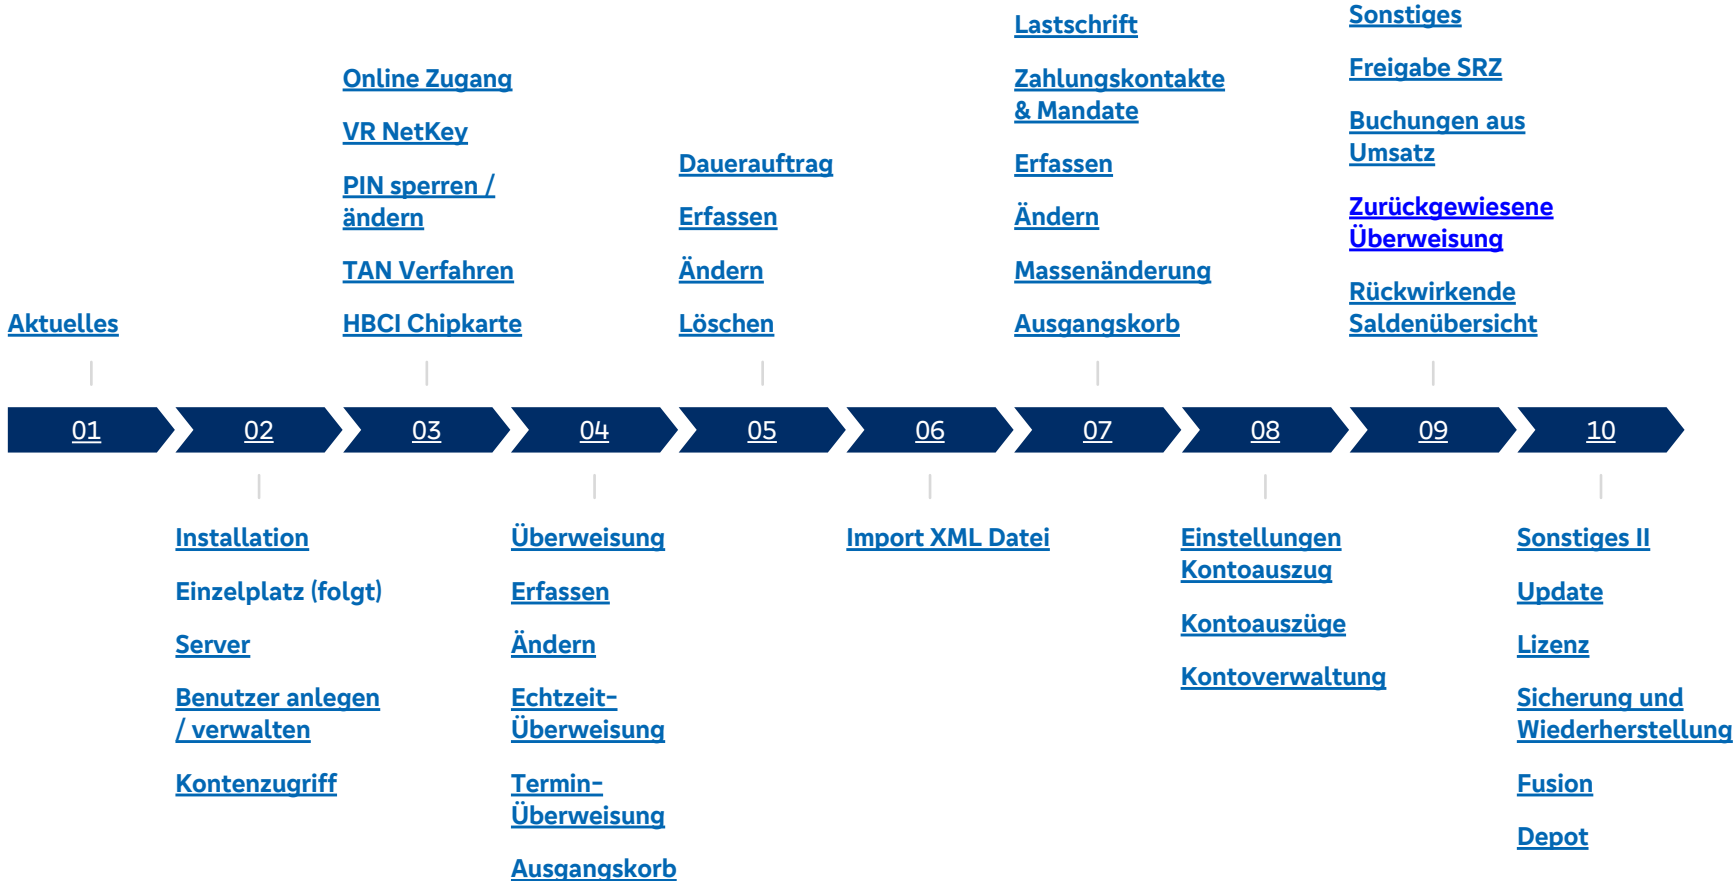 Aktuelles
Online Zugang
VR NetKey
PIN sperren /
ändern
TAN Verfahren
HBCI Chipkarte
Dauerauftrag
Erfassen
Ändern
Löschen
Lastschrift
Zahlungskontakte
& Mandate
Erfassen
Ändern
Massenänderung
Ausgangskorb
Sonstiges
Freigabe SRZ
Buchungen aus
Umsatz
Zurückgewiesene
Überweisung
Rückwirkende
Saldenübersicht
01 02 03 04 05 06 07 08 09 10
Installation
Einzelplatz (folgt)
Server
Benutzer anlegen
/ verwalten
Kontenzugriff
Überweisung
Erfassen
Ändern
Echtzeit-
Überweisung
Termin-
Überweisung
Ausgangskorb
Import XML Datei
Einstellungen
Kontoauszug
Kontoauszüge
Kontoverwaltung
Sonstiges II
Update
Lizenz
Sicherung und
Wiederherstellung
Fusion
Depot